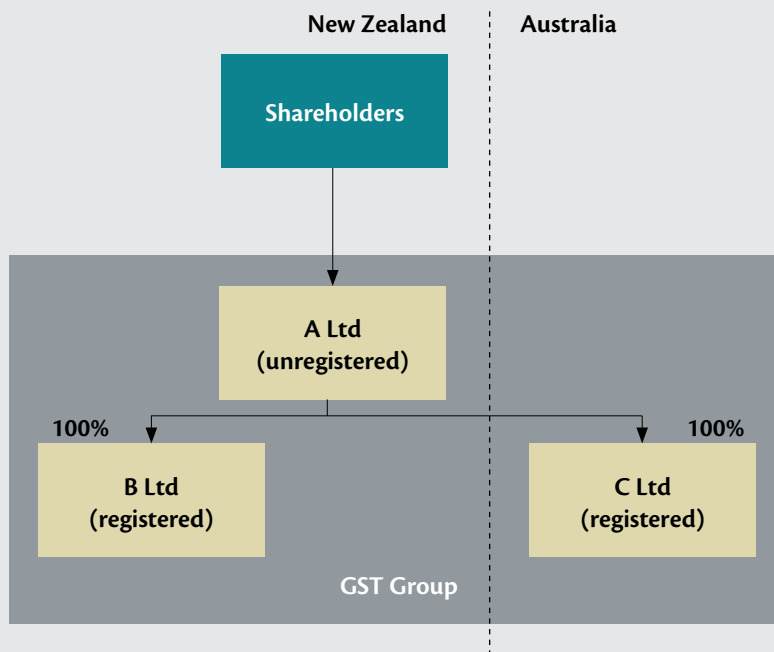 New Zealand
Australia
Shareholders
A Ltd
(unregistered)
100%
100%
B Ltd
(registered)
C Ltd
(registered)
GST Group